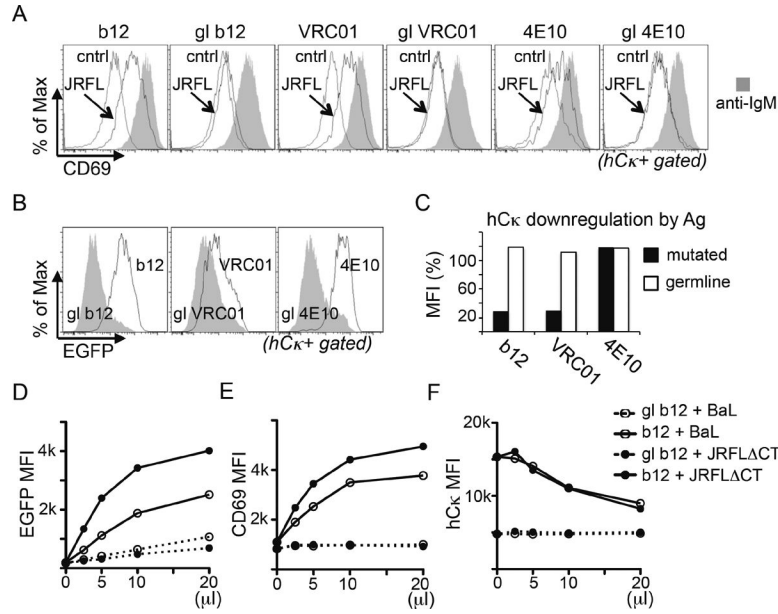 A
b12 gl b12 VRC01 gl VRC01 4E10 gl 4E10
cntrl cntrl cntrl cntrl cntrl cntrl
JRFL JRFL JRFL JRFL JRFL JRFL
anti-IgM
% of Max
CD69
(hCκ+ gated)
B
b12 VRC01 4E10
gl b12 gl VRC01 gl 4E10
% of Max
EGFP
(hCκ+ gated)
C
hCκ downregulation by Ag
MFI (%)
100
60
20
mutated
germline
b12 VRC01 4E10
D
EGFP MFI
4k
2k
0 5 10 20
(μl)
E
CD69 MFI
4k
2k
0 5 10 20
(μl)
F
hCκ MFI
20k
10k
0 5 10 20
(μl)
gl b12 + BaL
b12 + BaL
gl b12 + JRFLΔCT
b12 + JRFLΔCT